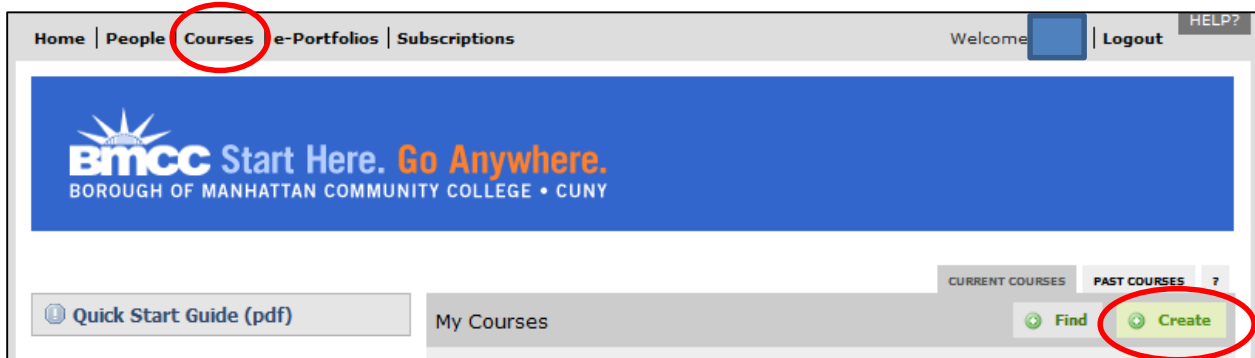 HELP?
Home | People | Courses | e-Portfolios | Subscriptions Welcome | Logout
BMCC Start Here. Go Anywhere.
BOROUGH OF MANHATTAN COMMUNITY COLLEGE • CUNY
CURRENT COURSES PAST COURSES ?
Quick Start Guide (pdf) My Courses Find Create